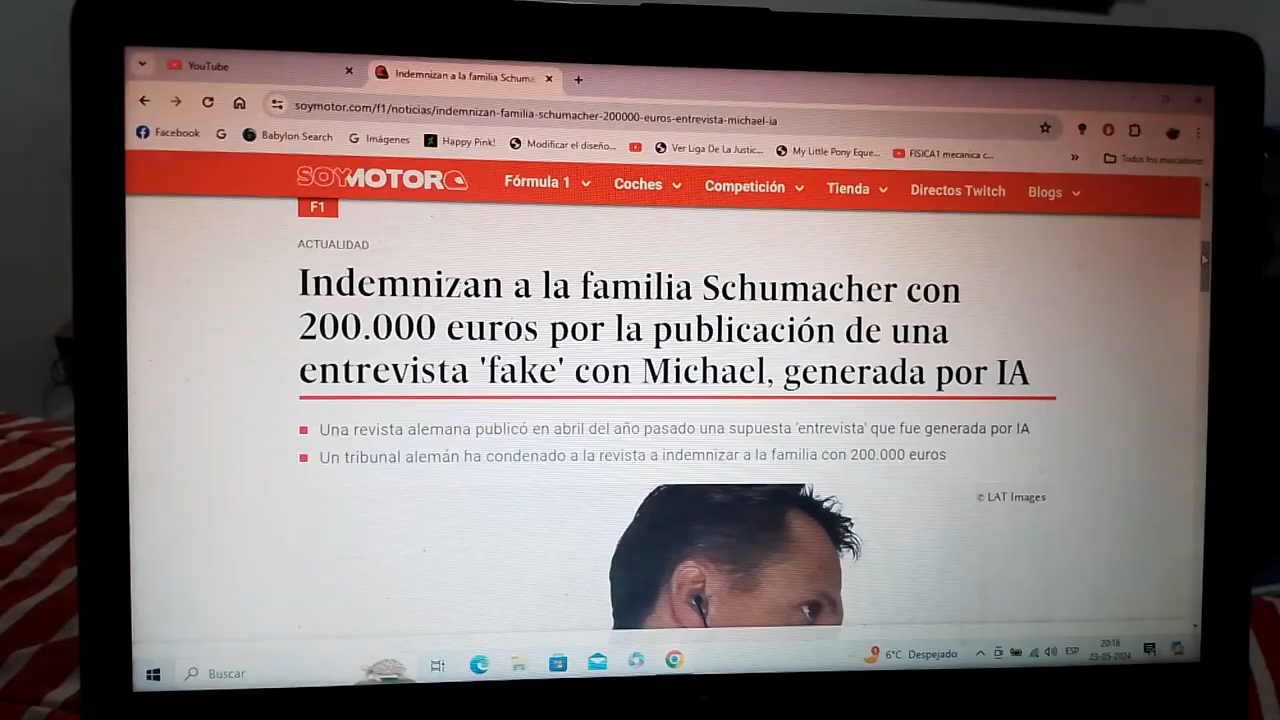 YouTube
Indemnizan a la familia Schuma
soymotor.com/f1/noticias/indemnizan-familia-schumacher-200000-euros-entrevista-michael-ia
Facebook
G
Babylon Search
G Imágenes
Happy Pink!
Modificar el diseño...
Ver Liga De La Justic...
My Little Pony Eque...
FISICA1 mecanica c...
»
Todos los marcadores
SOYMOTOR
Fórmula 1
Coches
Competición
Tienda
Directos Twitch
Blogs
F1
ACTUALIDAD
Indemnizan a la familia Schumacher con
200.000 euros por la publicación de una
entrevista 'fake' con Michael, generada por IA
Una revista alemana publicó en abril del año pasado una supuesta 'entrevista' que fue generada por IA
Un tribunal alemán ha condenado a la revista a indemnizar a la familia con 200.000 euros
© LAT Images
Buscar
6°C Despejado
ESP
20:16
23-05-2024